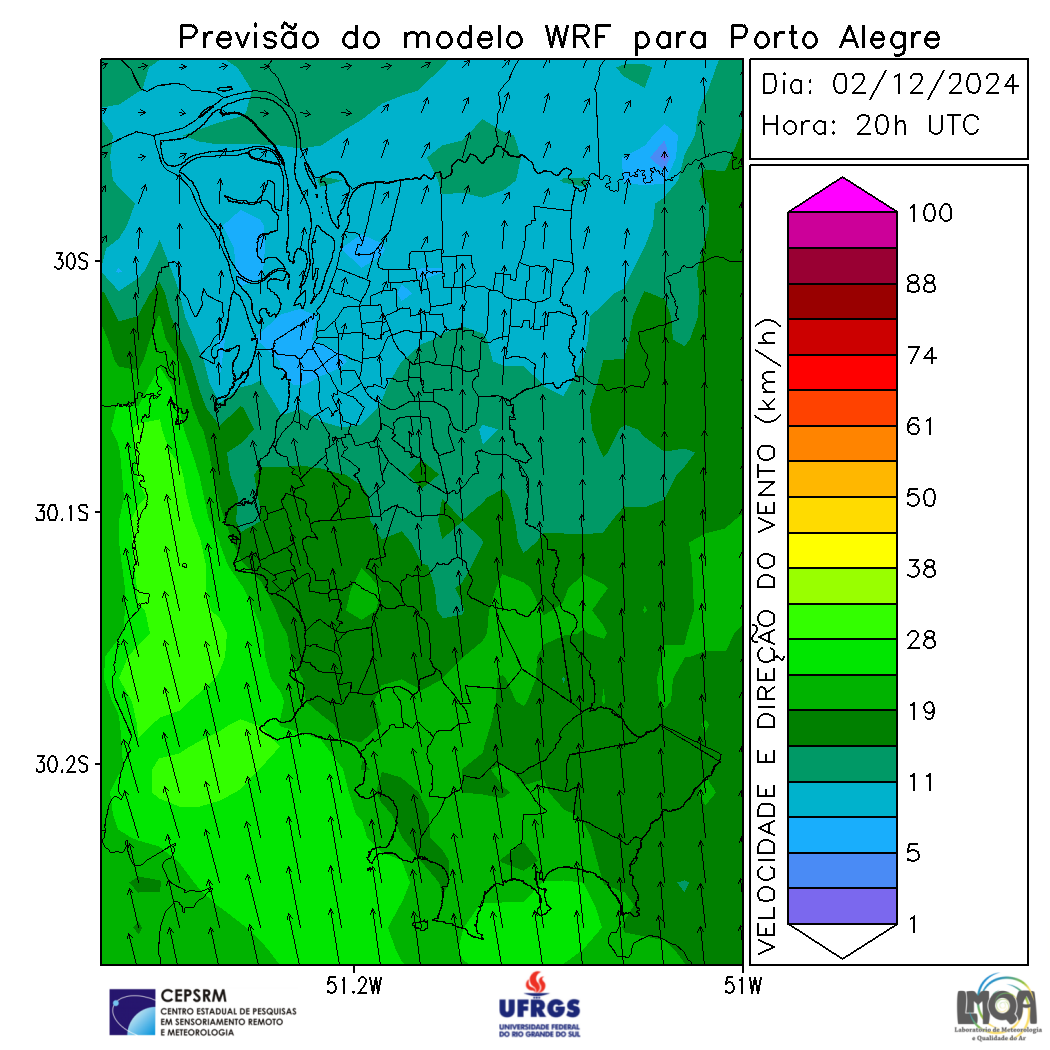 Previsão do modelo WRF para Porto Alegre
Dia: 02/12/2024
Hora: 20h UTC
30S
30.1S
30.2S
51.2W
51W
VELOCIDADE E DIREÇÃO DO VENTO (km/h)
100
88
74
61
50
38
28
19
11
5
1
CEPSRM
CENTRO ESTADUAL DE PESQUISAS
EM SENSORIAMENTO REMOTO
E METEOROLOGIA
UFRGS
UNIVERSIDADE FEDERAL
DO RIO GRANDE DO SUL
LMQA
Laboratório de Meteorologia
e Qualidade do Ar